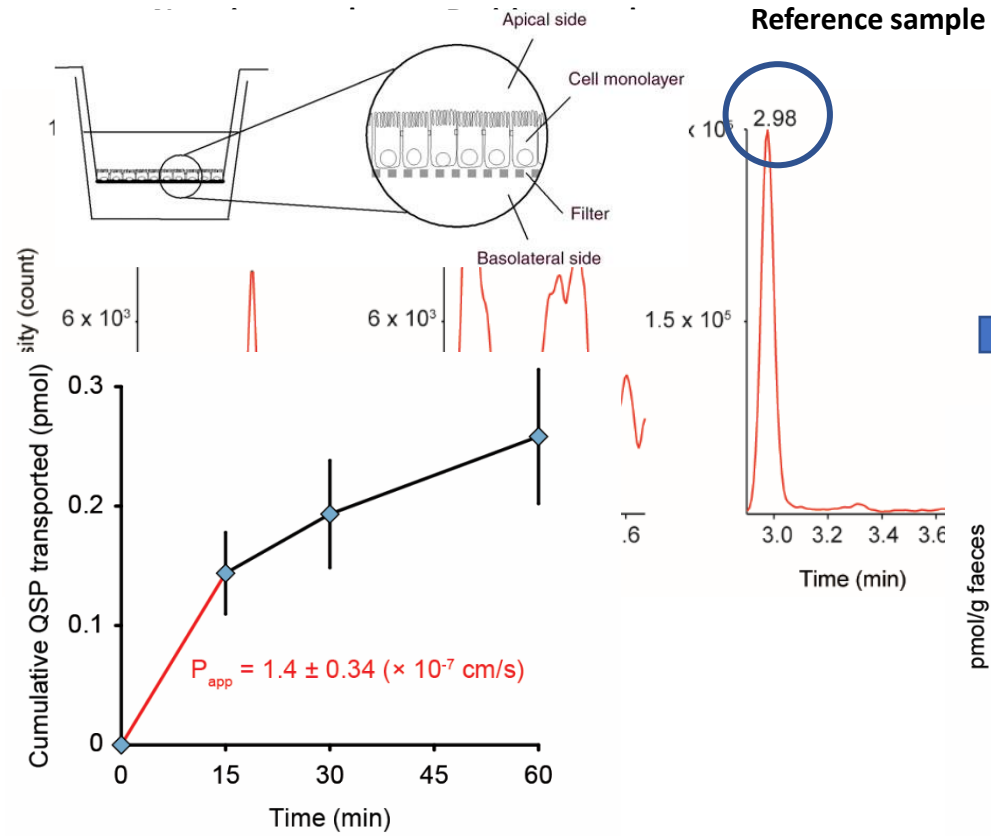 Reference sample
Apical side
Cell monolayer
1
Filter
Basolateral side
2.98
6 x 10³
6 x 10³
1.5 x 10⁵
3.0 3.2 3.4 3.6
Time (min)
pmol/g faeces
(count)
Cumulative QSP transported (pmol)
0.3
0.2
0.1
0
Papp = 1.4 ± 0.34 (× 10⁻⁷ cm/s)
0 15 30 45 60
Time (min)
.6